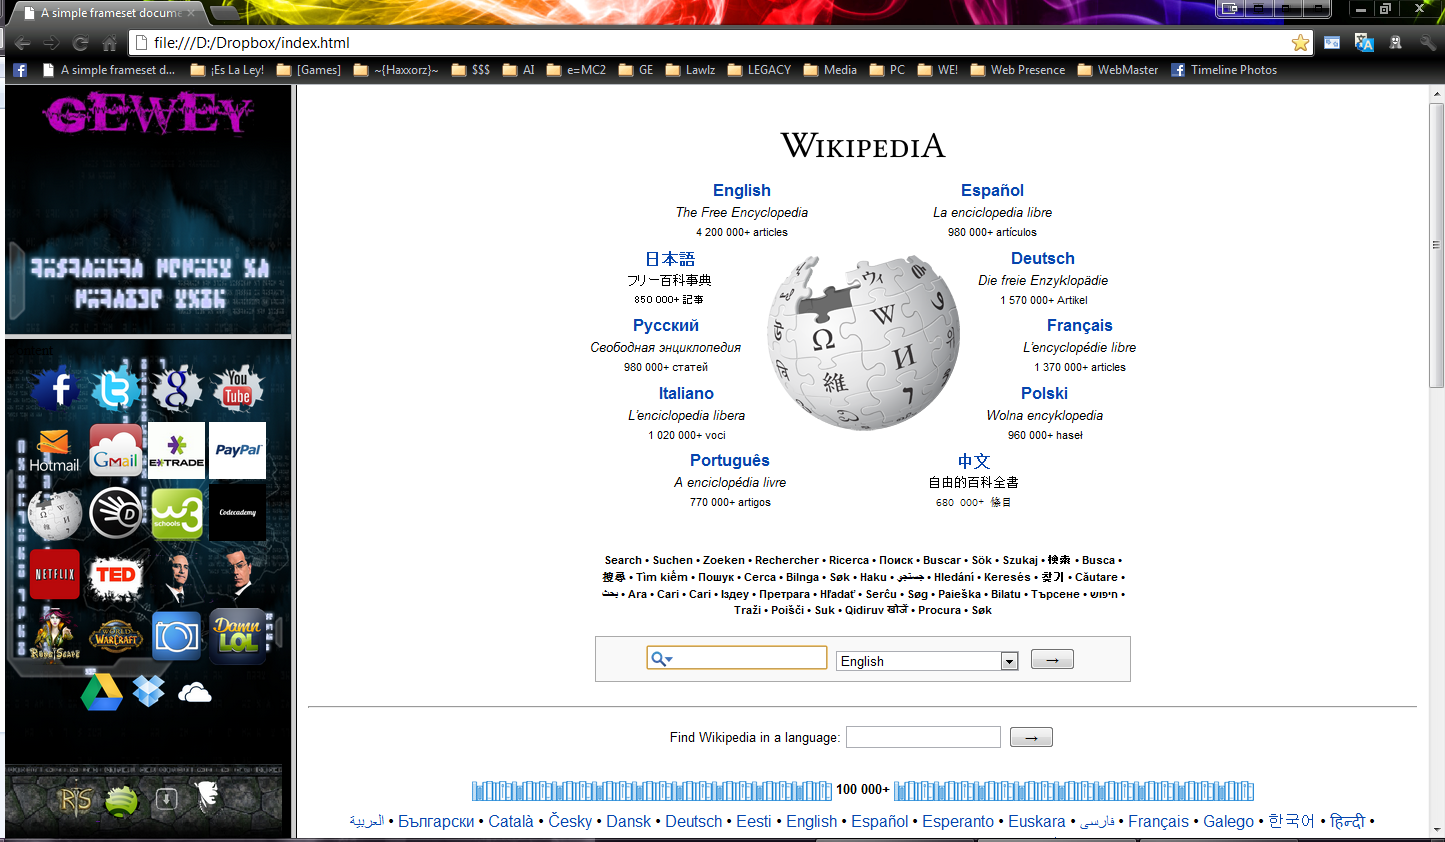 A simple frameset docume
file:///D:/Dropbox/index.html
A simple frameset d... ¡Es La Ley! [Games] ~{Haxxorz}~ $$$ AI e=MC2 GE Lawlz LEGACY Media PC WE! Web Presence WebMaster Timeline Photos
GEWEY
f t g You Tube
Hotmail Gmail E*TRADE PayPal
W3 schools Codecademy
NETFLIX TED
RuneScape WORLD WARCRAFT Damn LOL
RS
WIKIPEDIA
English Español
The Free Encyclopedia La enciclopedia libre
4 200 000+ articles 980 000+ artículos
日本語 Deutsch
フリー百科事典 Die freie Enzyklopädie
850 000+ 記事 1 570 000+ Artikel
Русский Français
Свободная энциклопедия L'encyclopédie libre
980 000+ статей 1 370 000+ articles
Italiano Polski
L'enciclopedia libera Wolna encyklopedia
1 020 000+ voci 960 000+ haseł
Português 中文
A enciclopédia livre 自由的百科全書
770 000+ artigos 680 000+ 條目
Search • Suchen • Zoeken • Rechercher • Ricerca • Поиск • Buscar • Sök • Szukaj • 検索 • Busca •
搜尋 • Tìm kiếm • Пошук • Cerca • Bilnga • Søk • Haku • جستجو • Hledání • Keresés • 찾기 • Căutare •
بحث • Ara • Cari • Cari • Іздеу • Претрага • Hľadať • Serĉu • Søg • Paieška • Bilatu • Търсене • חיפוש •
Traži • Poišči • Suk • Qidiruv खोजें • Procura • Søk
English →
Find Wikipedia in a language: →
100 000+
العربية • Български • Català • Česky • Dansk • Deutsch • Eesti • English • Español • Esperanto • Euskara • فارسی • Français • Galego • 한국어 • हिन्दी •